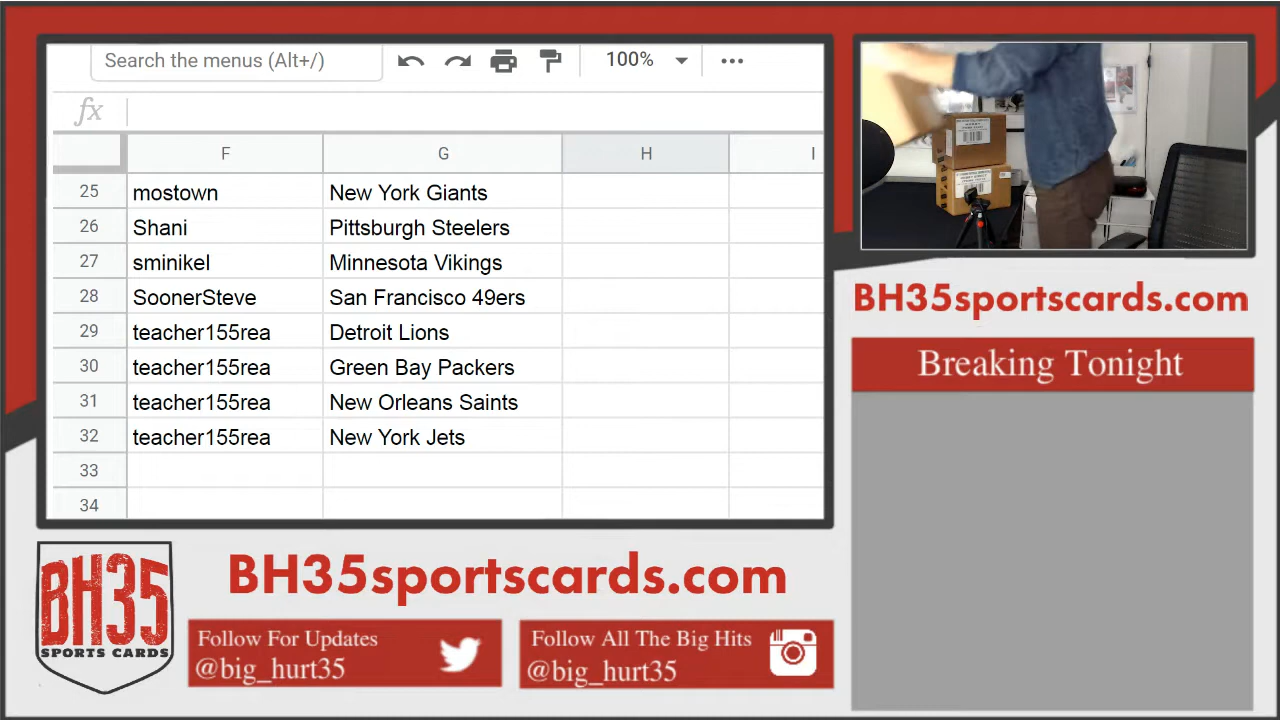 Search the menus (Alt+/)
100%
fx
F G H I
25 mostown New York Giants
26 Shani Pittsburgh Steelers
27 sminikel Minnesota Vikings
28 SoonerSteve San Francisco 49ers
29 teacher155rea Detroit Lions
30 teacher155rea Green Bay Packers
31 teacher155rea New Orleans Saints
32 teacher155rea New York Jets
33
34
BH35sportscards.com
Breaking Tonight
BH35
SPORTS CARDS
BH35sportscards.com
Follow For Updates
@big_hurt35
Follow All The Big Hits
@big_hurt35